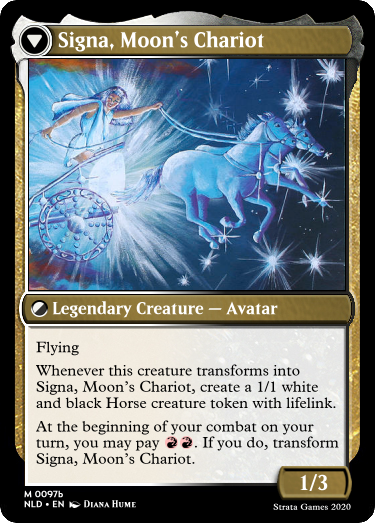 Signa, Moon's Chariot
Legendary Creature — Avatar
Flying
Whenever this creature transforms into
Signa, Moon's Chariot, create a 1/1 white
and black Horse creature token with lifelink.
At the beginning of your combat on your
turn, you may pay . If you do, transform
Signa, Moon's Chariot.
1/3
M 0097b
NLD • EN Diana Hume
Strata Games 2020